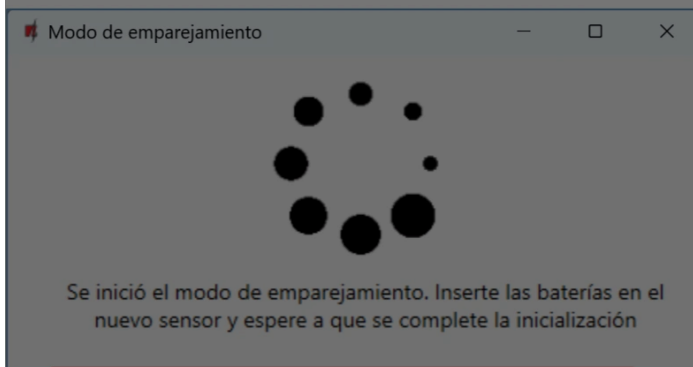 Modo de emparejamiento
Se inició el modo de emparejamiento. Inserte las baterías en el
nuevo sensor y espere a que se complete la inicialización